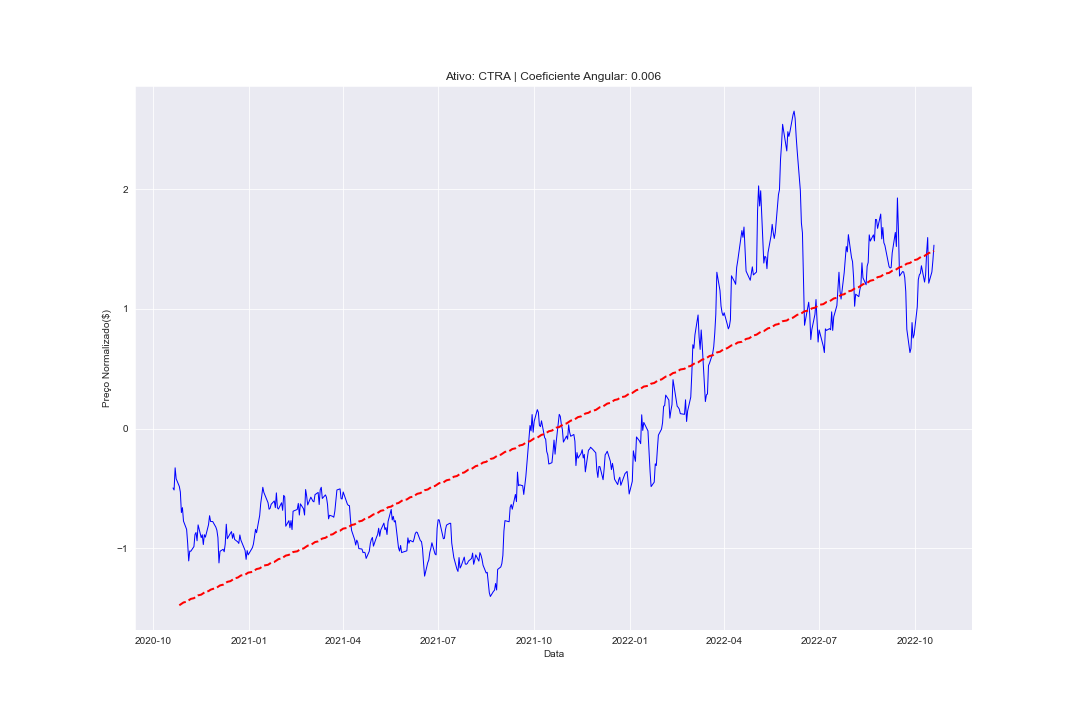 Ativo: CTRA | Coeficiente Angular: 0.006
Preço Normalizado($)
2
1
0
−1
2020-10 2021-01 2021-04 2021-07 2021-10 2022-01 2022-04 2022-07 2022-10
Data